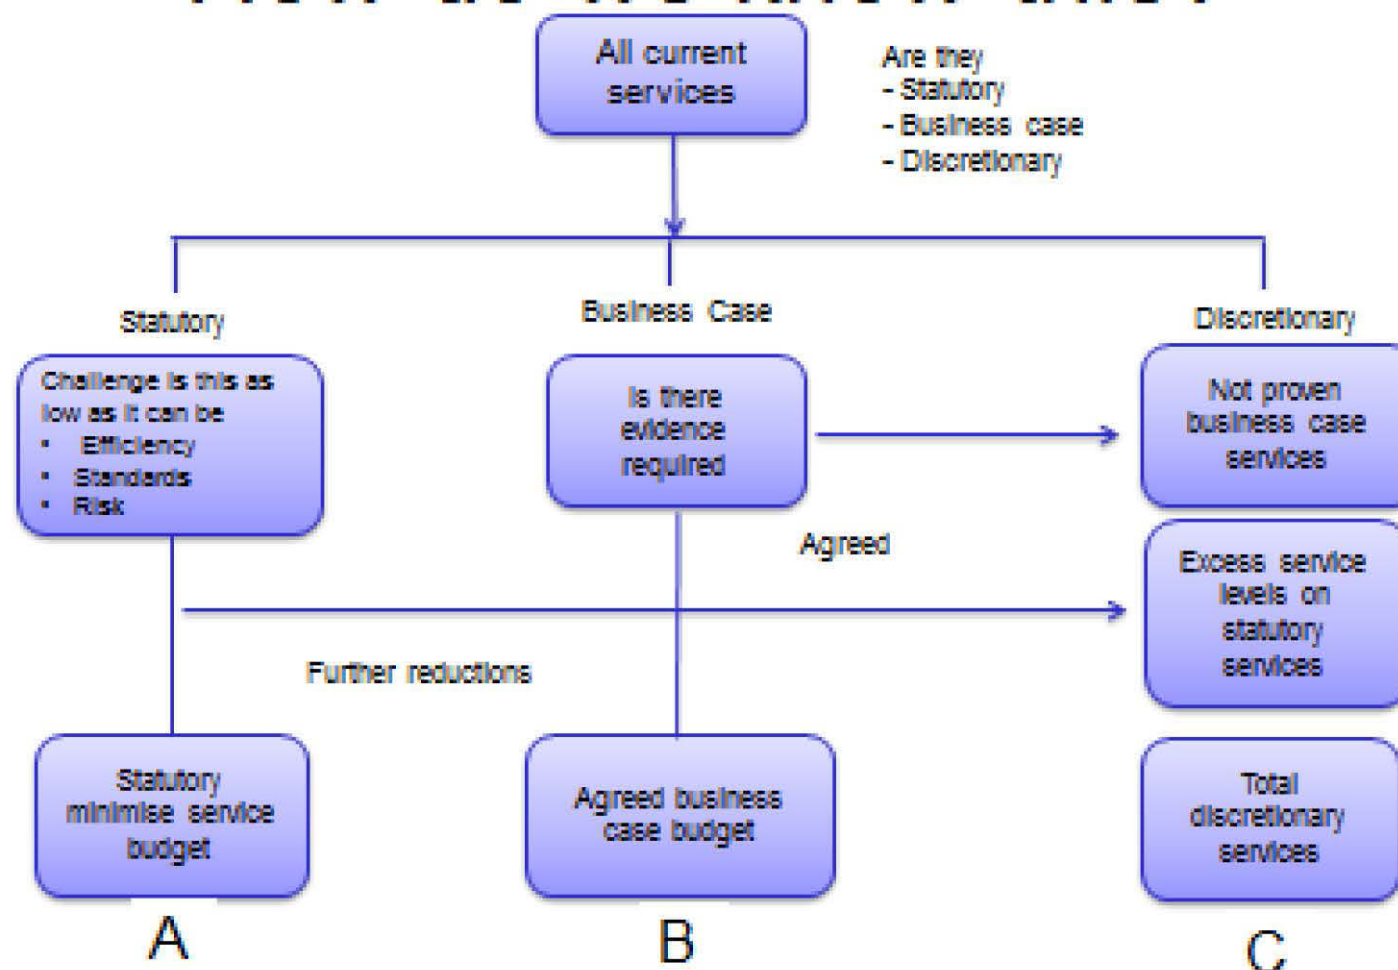 All current
services
Are they
- Statutory
- Business case
- Discretionary
Statutory
Business Case
Discretionary
Challenge is this as
low as it can be
• Efficiency
• Standards
• Risk
Is there
evidence
required
Not proven
business case
services
Agreed
Excess service
levels on
statutory
services
Further reductions
Statutory
minimise service
budget
Agreed business
case budget
Total
discretionary
services
A
B
C